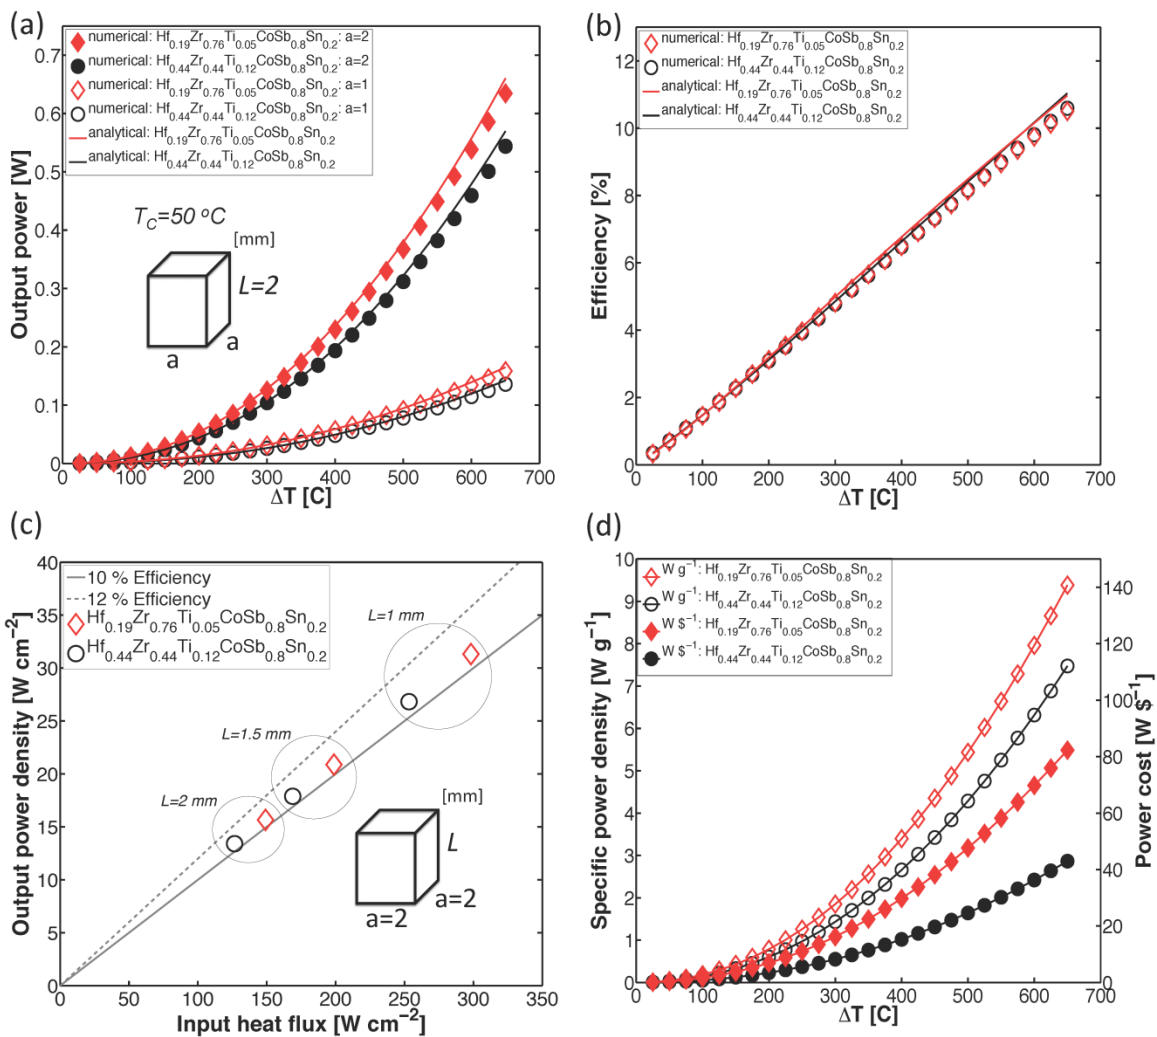 (a)
0.7
0.6
0.5
0.4
0.3
0.2
0.1
0
Output power [W]
numerical: Hf0.19Zr0.76Ti0.05CoSb0.8Sn0.2: a=2
numerical: Hf0.44Zr0.44Ti0.12CoSb0.8Sn0.2: a=2
numerical: Hf0.19Zr0.76Ti0.05CoSb0.8Sn0.2: a=1
numerical: Hf0.44Zr0.44Ti0.12CoSb0.8Sn0.2: a=1
analytical: Hf0.19Zr0.76Ti0.05CoSb0.8Sn0.2
analytical: Hf0.44Zr0.44Ti0.12CoSb0.8Sn0.2
TC=50 oC
[mm]
L=2
a
a
0 100 200 300 400 500 600 700
ΔT [C]
(b)
12
10
8
6
4
2
0
Efficiency [%]
numerical: Hf0.19Zr0.76Ti0.05CoSb0.8Sn0.2
numerical: Hf0.44Zr0.44Ti0.12CoSb0.8Sn0.2
analytical: Hf0.19Zr0.76Ti0.05CoSb0.8Sn0.2
analytical: Hf0.44Zr0.44Ti0.12CoSb0.8Sn0.2
0 100 200 300 400 500 600 700
ΔT [C]
(c)
40
35
30
25
20
15
10
5
0
Output power density [W cm−2]
10 % Efficiency
12 % Efficiency
Hf0.19Zr0.76Ti0.05CoSb0.8Sn0.2
Hf0.44Zr0.44Ti0.12CoSb0.8Sn0.2
L=1 mm
L=1.5 mm
L=2 mm
[mm]
L
a=2
a=2
0 50 100 150 200 250 300 350
Input heat flux [W cm−2]
(d)
10
9
8
7
6
5
4
3
2
1
0
Specific power density [W g−1]
W g−1: Hf0.19Zr0.76Ti0.05CoSb0.8Sn0.2
W g−1: Hf0.44Zr0.44Ti0.12CoSb0.8Sn0.2
W $−1: Hf0.19Zr0.76Ti0.05CoSb0.8Sn0.2
W $−1: Hf0.44Zr0.44Ti0.12CoSb0.8Sn0.2
140
120
100
80
60
40
20
0
Power cost [W $−1]
0 100 200 300 400 500 600 700
ΔT [C]